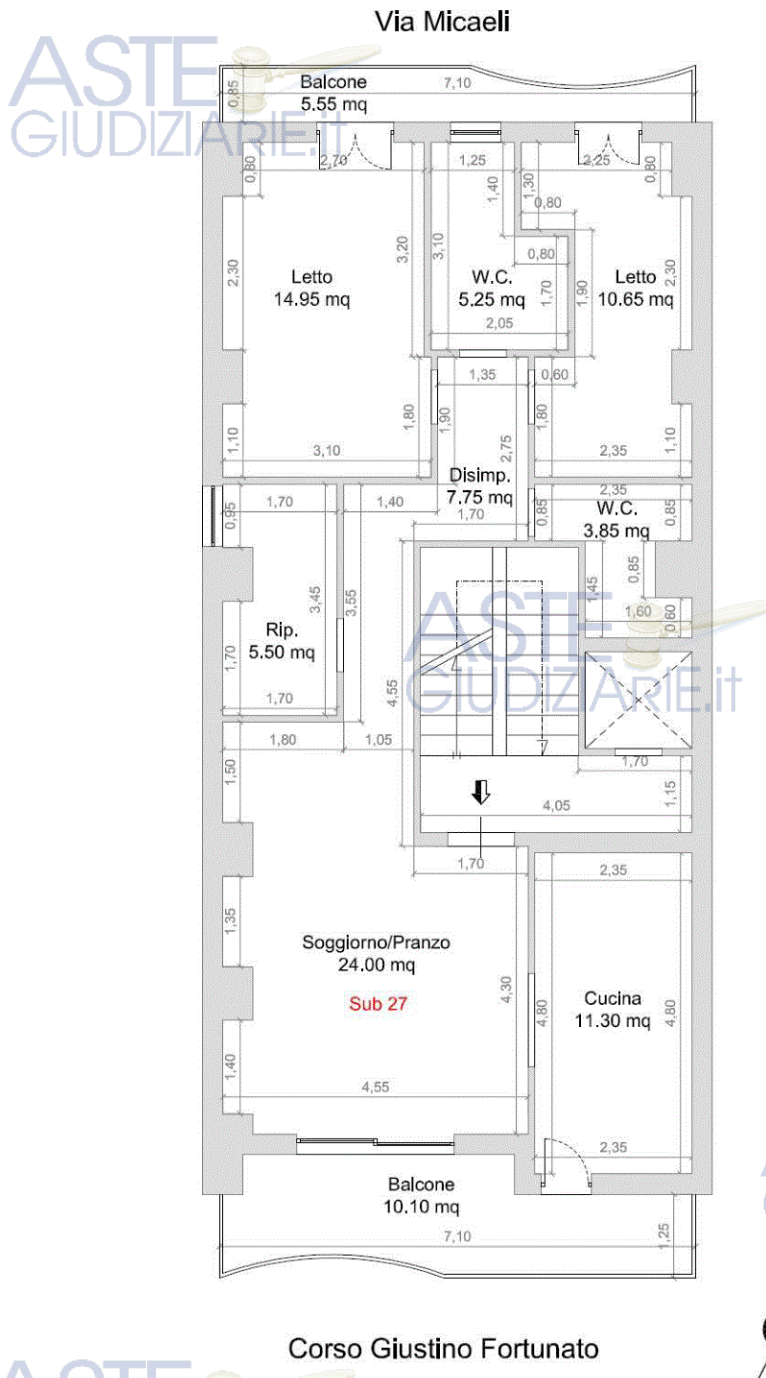 Via Micaeli
ASTE
GIUDIZIARIE.it
Balcone
5.55 mq
7,10
0,85
2,70
1,25
2,25
0,80
1,40
1,30
0,80
0,80
3,20
3,10
0,80
2,30
Letto
14.95 mq
W.C.
5.25 mq
1,70
1,90
Letto
10.65 mq
2,30
2,05
1,35
0,60
1,80
1,90
1,80
1,10
3,10
2,75
2,35
1,10
Disimp.
7.75 mq
1,70
1,40
1,70
0,95
2,35
W.C.
3.85 mq
0,85
0,85
3,45
3,55
1,45
0,85
1,60
0,60
Rip.
5.50 mq
1,70
1,70
ASTE
GIUDIZIARIE.it
4,55
1,80
1,05
1,50
1,70
4,05
1,15
1,70
2,35
1,35
Soggiorno/Pranzo
24.00 mq
Sub 27
4,30
4,80
Cucina
11.30 mq
4,80
1,40
4,55
2,35
Balcone
10.10 mq
7,10
1,25
Corso Giustino Fortunato
ASTE